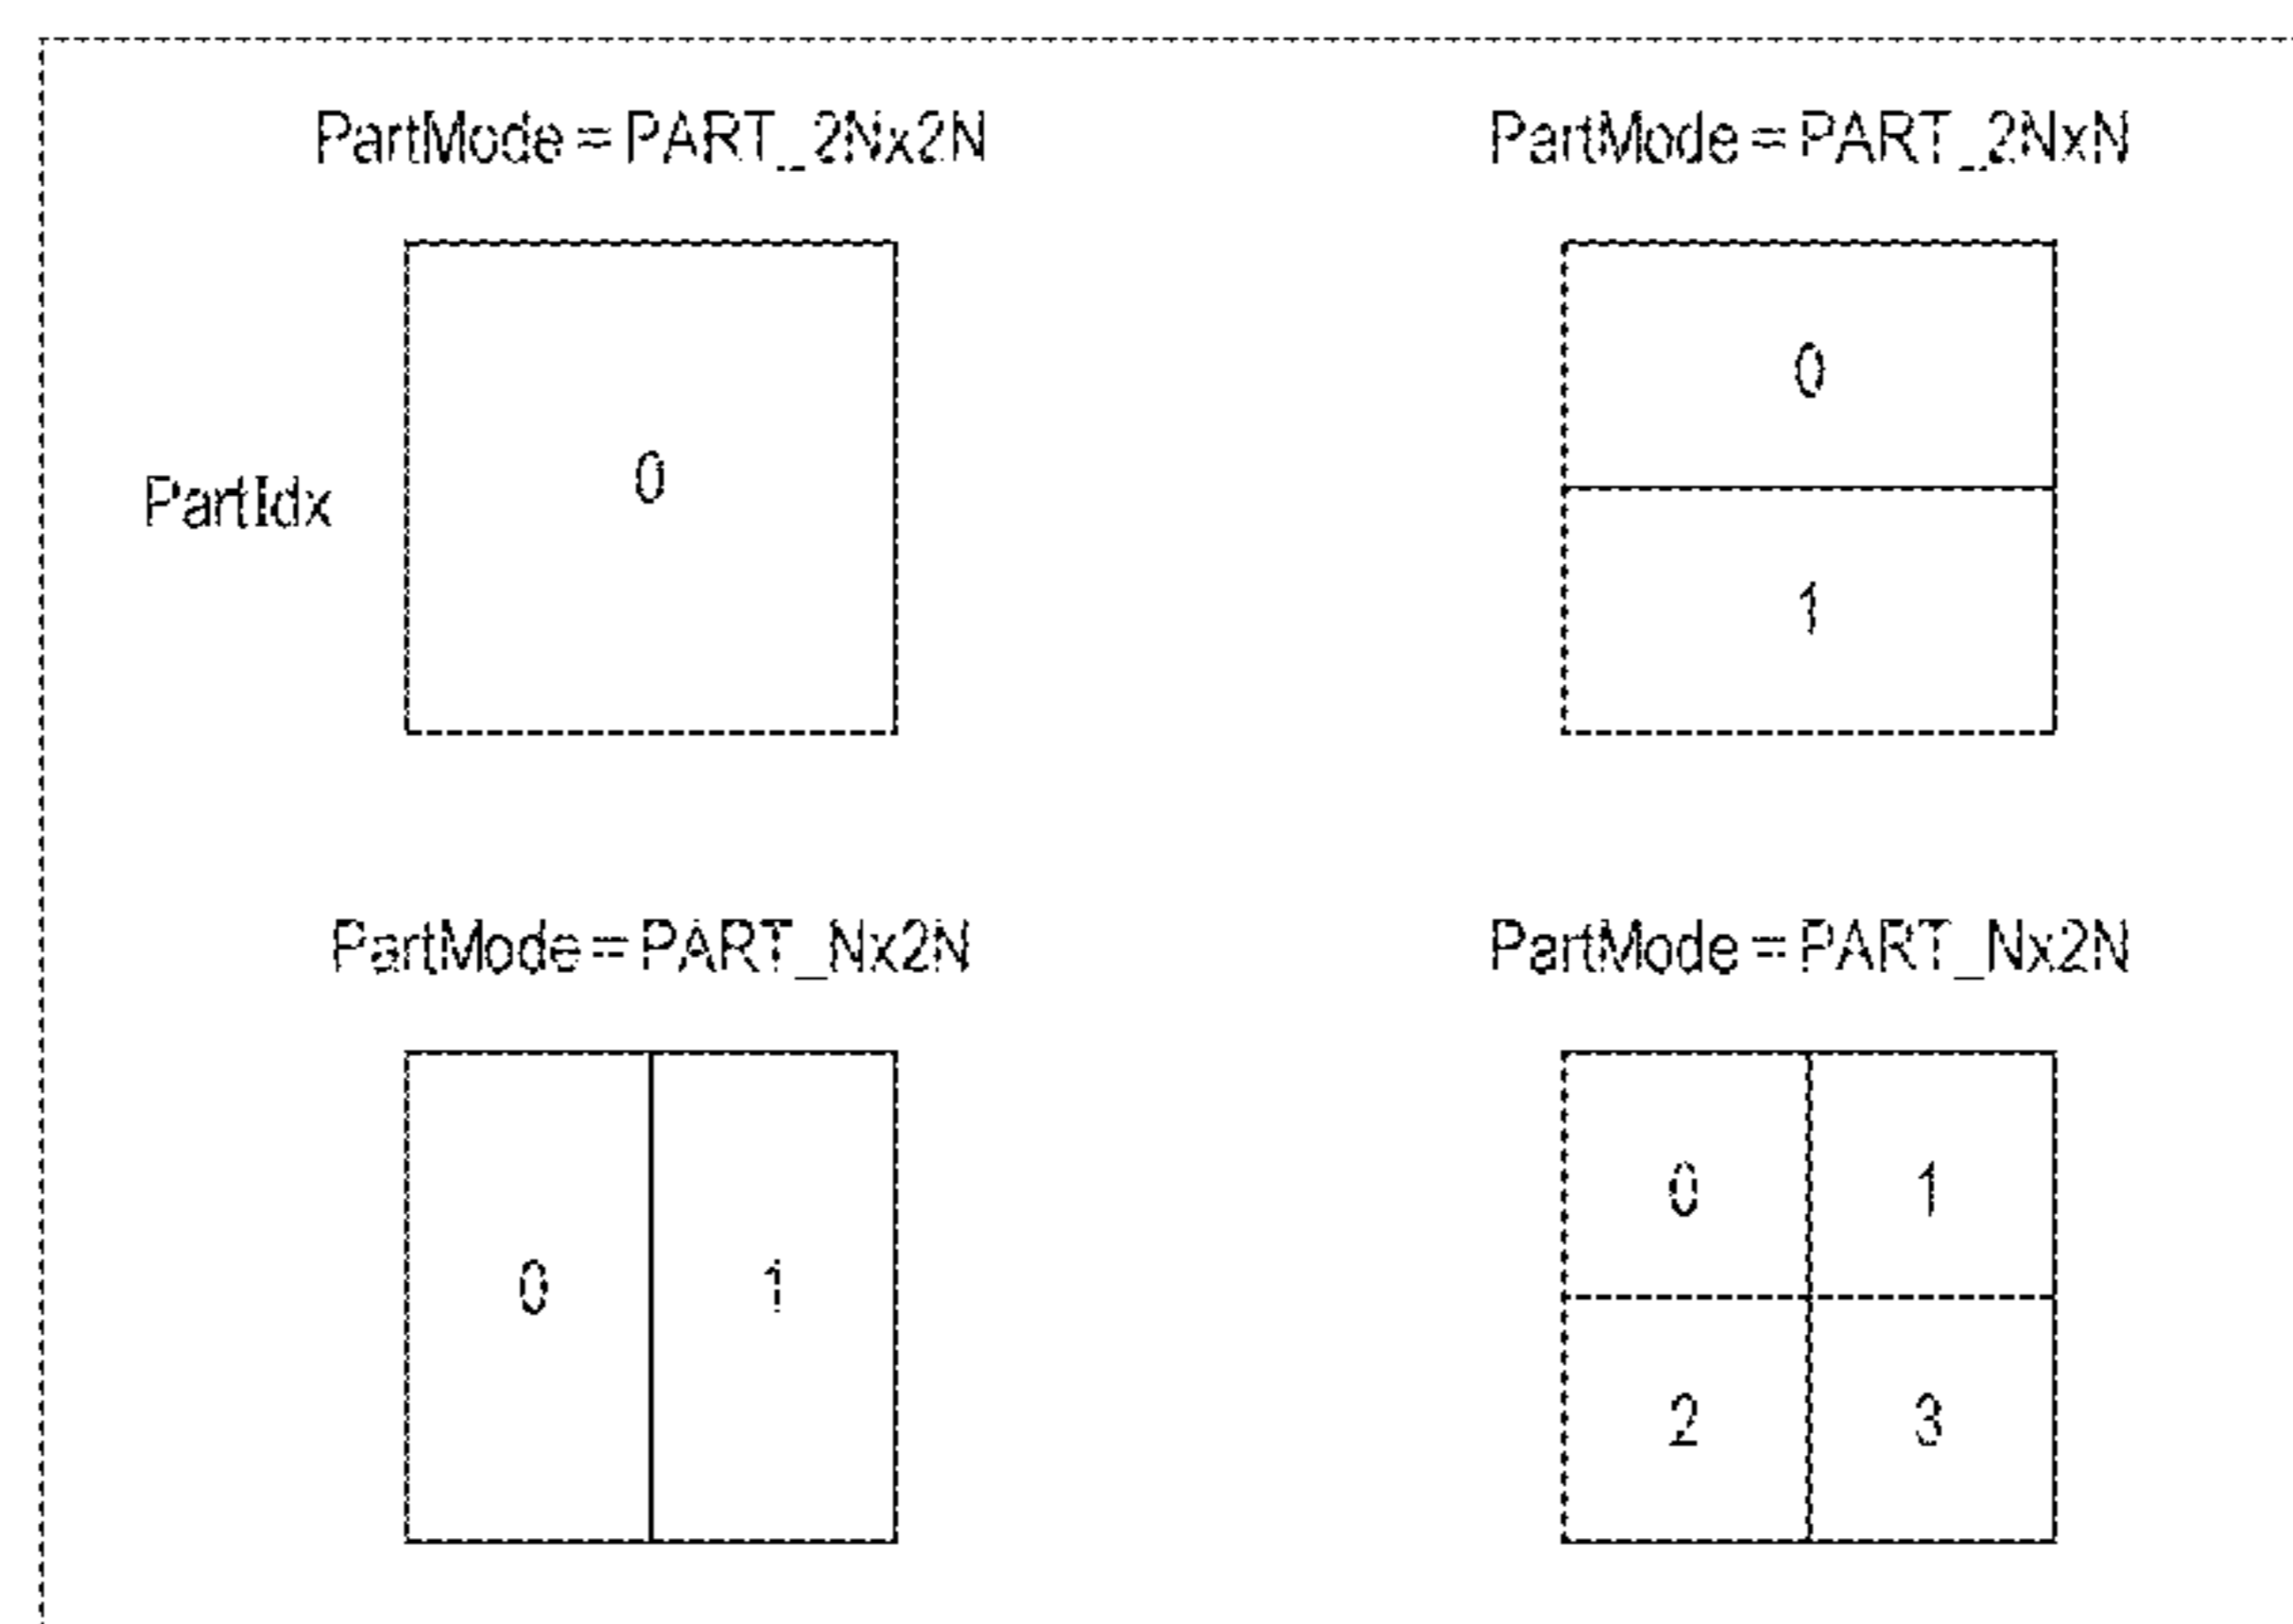 PartMode = PART_2Nx2N
PartMode = PART_2NxN
PartIdx
0
0
1
PartMode = PART_Nx2N
PartMode = PART_Nx2N
0 1
0 1
2 3